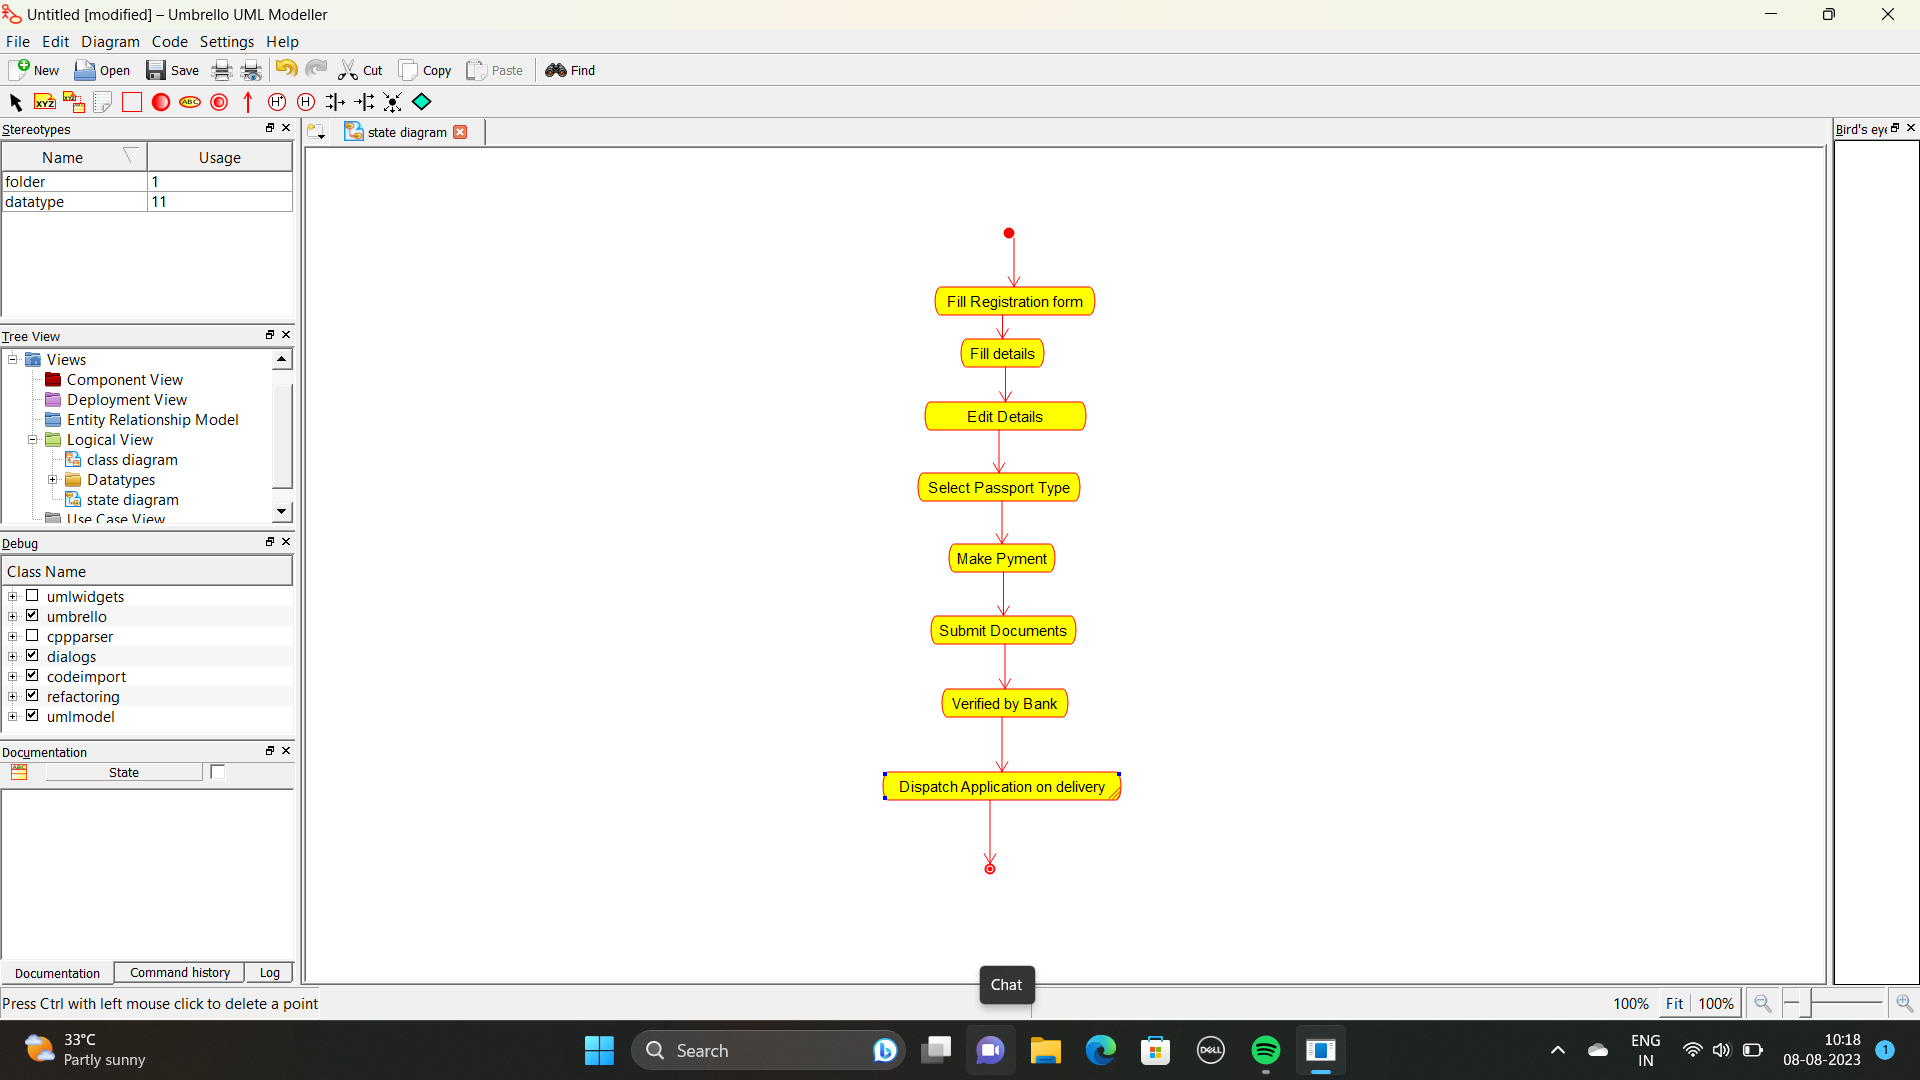 Untitled [modified] – Umbrello UML Modeller
File Edit Diagram Code Settings Help
New Open Save Cut Copy Paste Find
XYZ XYZ ABC H* H
Stereotypes
Name Usage
folder 1
datatype 11
Tree View
Views
Component View
Deployment View
Entity Relationship Model
Logical View
class diagram
Datatypes
state diagram
Use Case View
Debug
Class Name
umlwidgets
umbrello
cppparser
dialogs
codeimport
refactoring
umlmodel
Documentation
State
Documentation Command history Log
Press Ctrl with left mouse click to delete a point
state diagram
Fill Registration form
Fill details
Edit Details
Select Passport Type
Make Pyment
Submit Documents
Verified by Bank
Dispatch Application on delivery
Bird's eye
Chat
100% Fit 100%
33°C
Partly sunny
Search
DELL
ENG
IN
10:18
08-08-2023
1